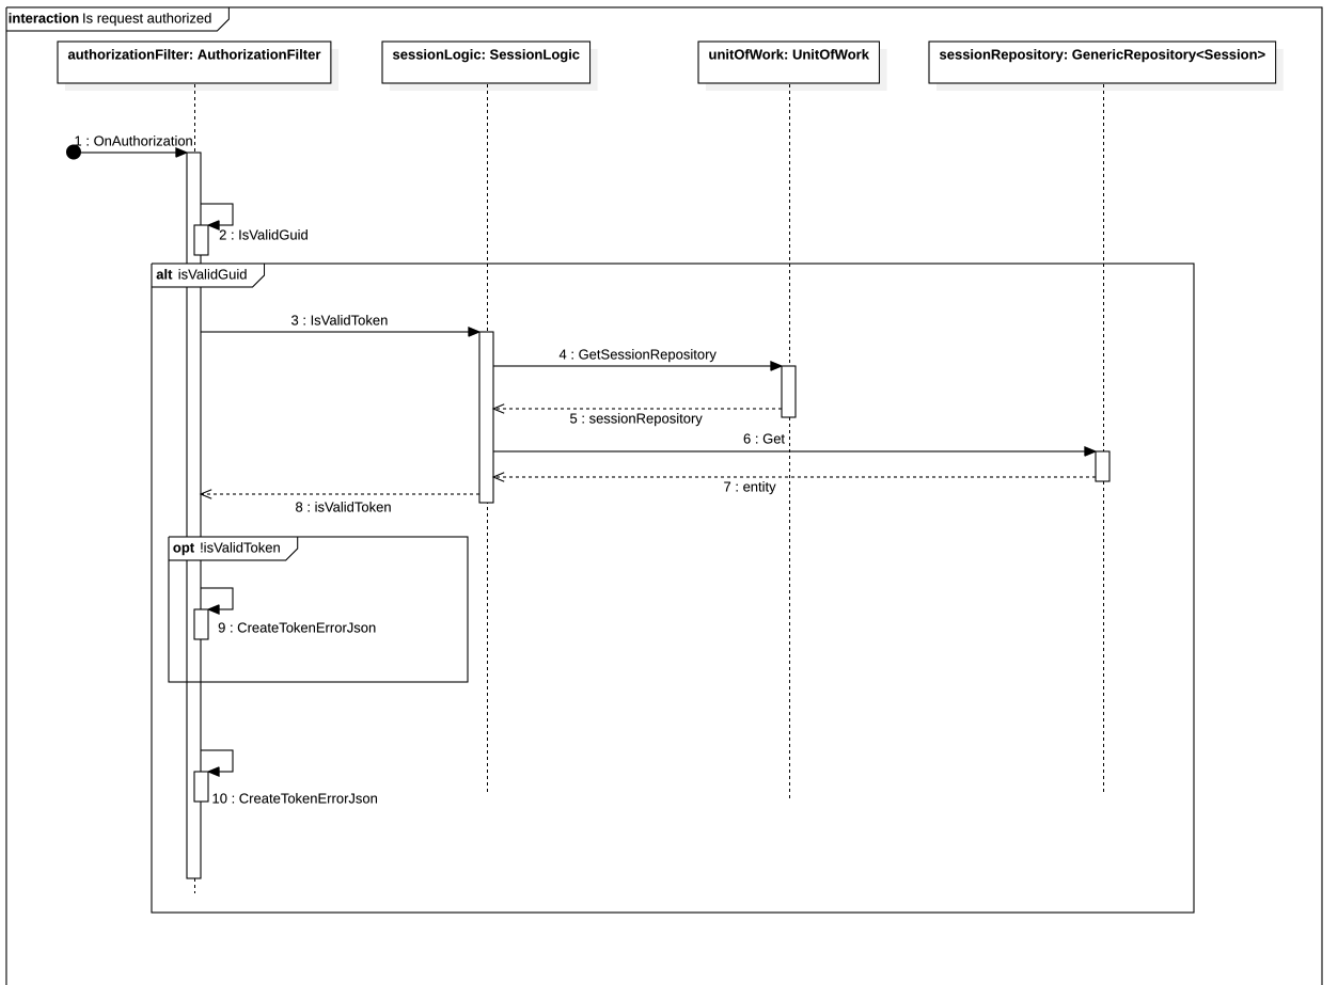 interaction Is request authorized
authorizationFilter: AuthorizationFilter
sessionLogic: SessionLogic
unitOfWork: UnitOfWork
sessionRepository: GenericRepository<Session>
1 : OnAuthorization
2 : IsValidGuid
alt isValidGuid
3 : IsValidToken
4 : GetSessionRepository
5 : sessionRepository
6 : Get
7 : entity
8 : isValidToken
opt !isValidToken
9 : CreateTokenErrorJson
10 : CreateTokenErrorJson